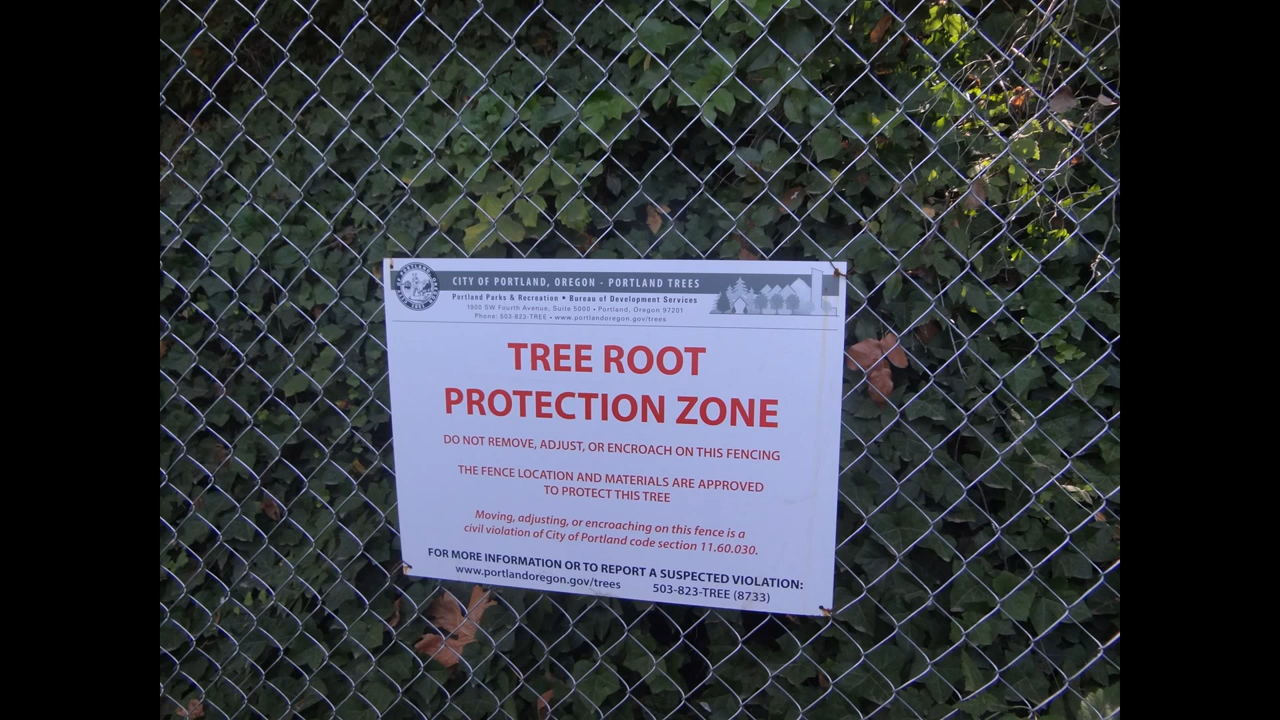 CITY OF PORTLAND, OREGON - PORTLAND TREES
Portland Parks & Recreation • Bureau of Development Services
1900 SW Fourth Avenue, Suite 5000 • Portland, Oregon 97201
Phone: 503-823-TREE • www.portlandoregon.gov/trees
TREE ROOT
PROTECTION ZONE
DO NOT REMOVE, ADJUST, OR ENCROACH ON THIS FENCING
THE FENCE LOCATION AND MATERIALS ARE APPROVED
TO PROTECT THIS TREE
Moving, adjusting, or encroaching on this fence is a
civil violation of City of Portland code section 11.60.030.
FOR MORE INFORMATION OR TO REPORT A SUSPECTED VIOLATION:
www.portlandoregon.gov/trees 503-823-TREE (8733)